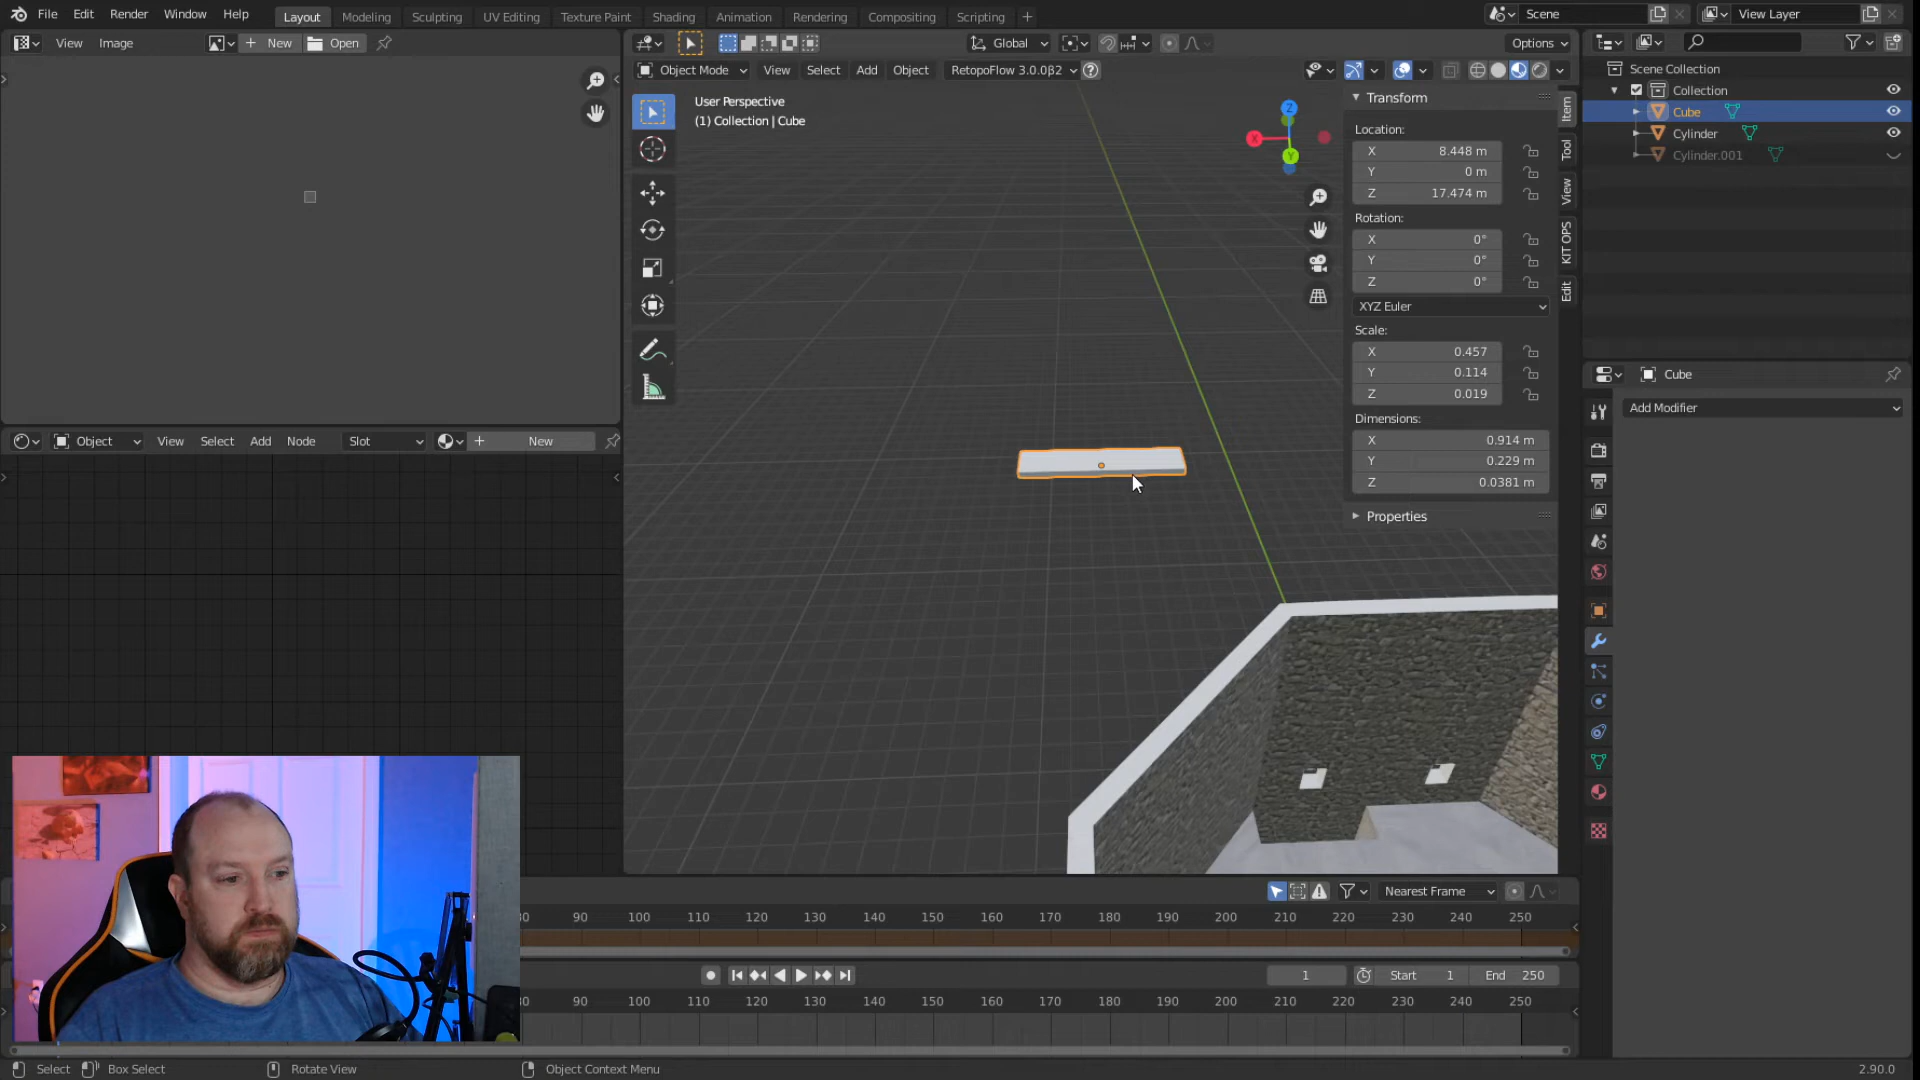 File Edit Render Window Help Layout Modeling Sculpting UV Editing Texture Paint Shading Animation Rendering Compositing Scripting + Scene View Layer
View Image New Open Global Options
Object Mode View Select Add Object RetopoFlow 3.0.0β2
User Perspective
(1) Collection | Cube
Z
X
Y
Transform
Location:
X 8.448 m
Y 0 m
Z 17.474 m
Rotation:
X 0°
Y 0°
Z 0°
XYZ Euler
Scale:
X 0.457
Y 0.114
Z 0.019
Dimensions:
X 0.914 m
Y 0.229 m
Z 0.0381 m
Properties
Item
Tool
View
KIT OPS
Edit
Scene Collection
Collection
Cube
Cylinder
Cylinder.001
Cube
Add Modifier
Object View Select Add Node Slot New
Nearest Frame
90 100 110 120 130 140 150 160 170 180 190 200 210 220 230 240 250
1 Start 1 End 250
90 100 110 120 130 140 150 160 170 180 190 200 210 220 230 240 250
Select Box Select Rotate View Object Context Menu 2.90.0